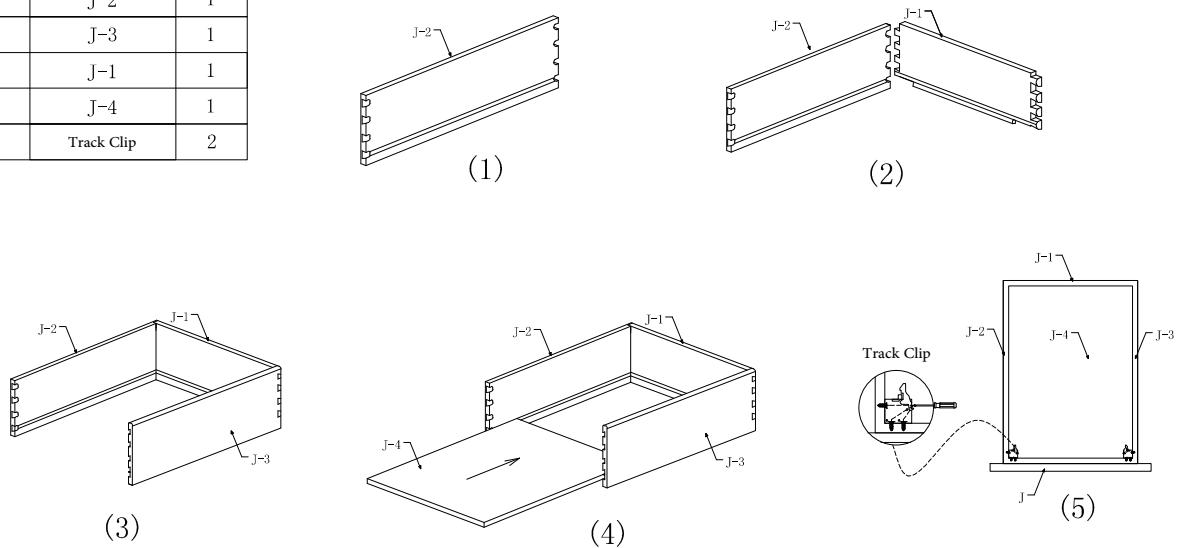 J-2 1
J-3 1
J-1 1
J-4 1
Track Clip 2
J-2
(1)
J-2
J-1
(2)
J-2
J-1
J-3
(3)
J-2
J-1
J-4
J-3
(4)
J-1
J-2
J-4
J-3
Track Clip
J
(5)